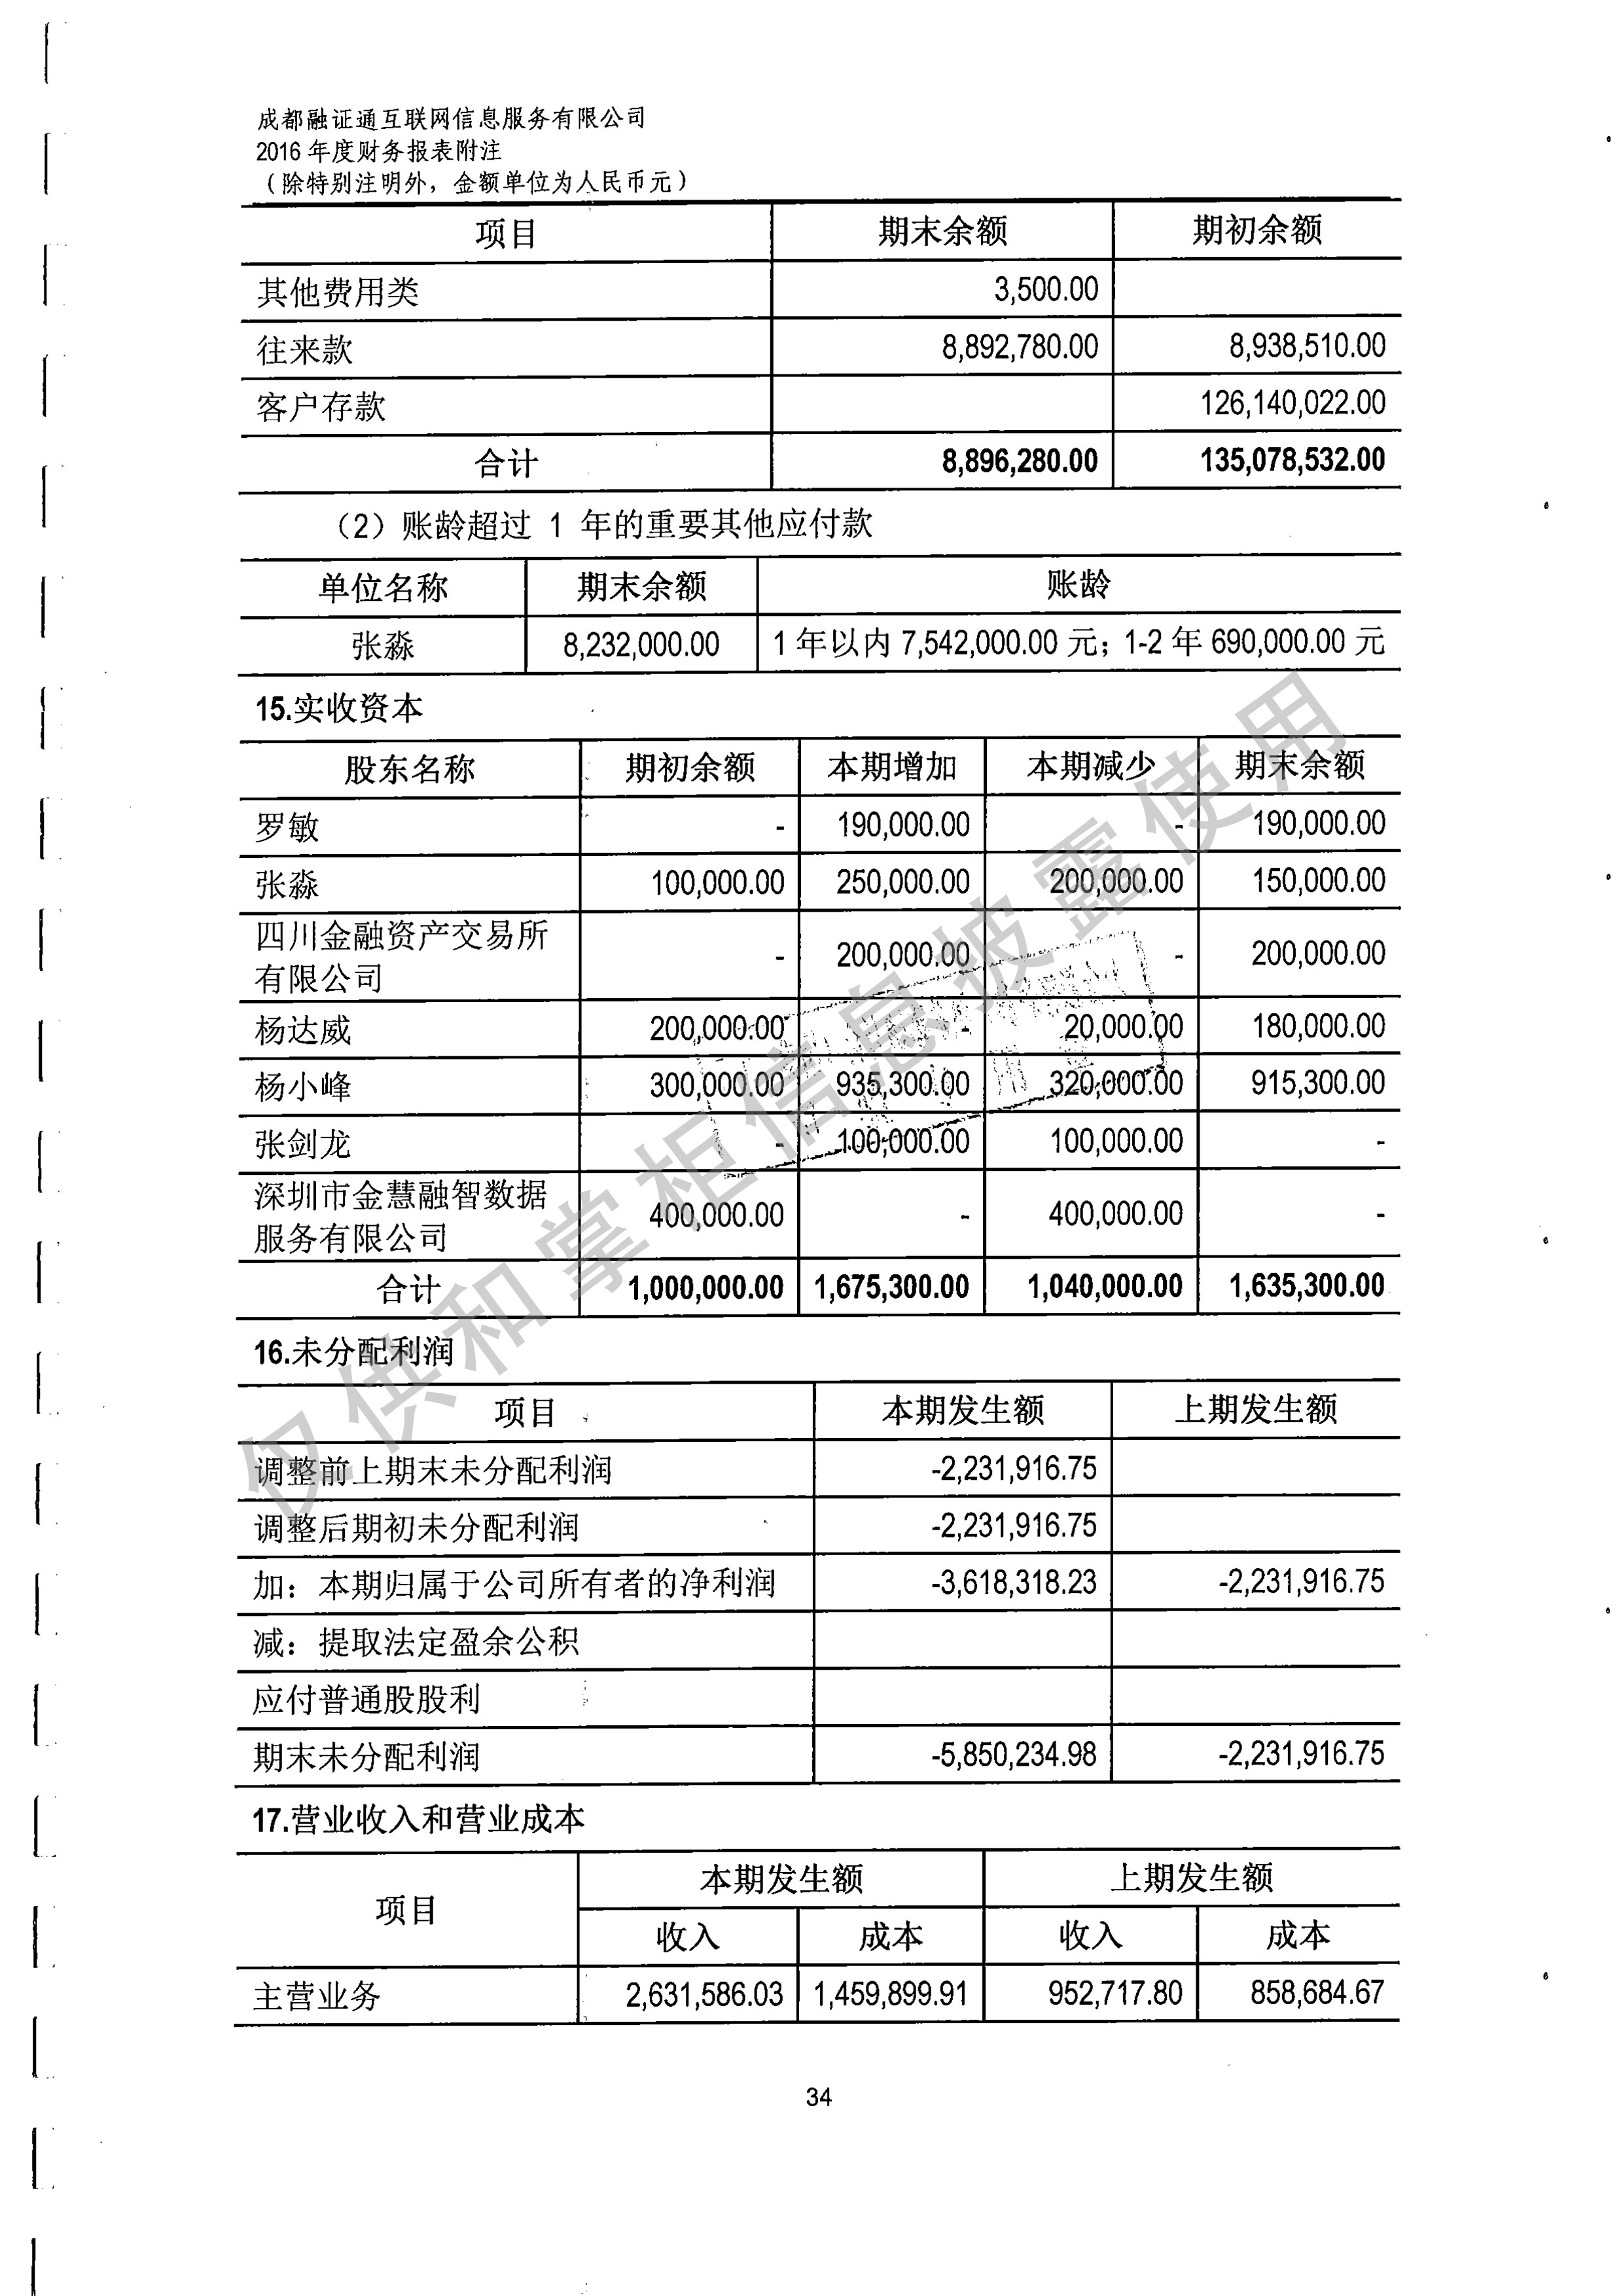 成都融证通互联网信息服务有限公司
2016 年度财务报表附注
（除特别注明外，金额单位为人民币元）
项目 期末余额 期初余额
其他费用类 3,500.00
往来款 8,892,780.00 8,938,510.00
客户存款 126,140,022.00
合计 8,896,280.00 135,078,532.00
（2）账龄超过 1 年的重要其他应付款
单位名称 期末余额 账龄
张淼 8,232,000.00 1 年以内 7,542,000.00 元；1-2 年 690,000.00 元
15.实收资本
股东名称 期初余额 本期增加 本期减少 期末余额
罗敏 - 190,000.00 - 190,000.00
张淼 100,000.00 250,000.00 200,000.00 150,000.00
四川金融资产交易所
有限公司 - 200,000.00 - 200,000.00
杨达威 200,000.00 - 20,000.00 180,000.00
杨小峰 300,000.00 935,300.00 320,000.00 915,300.00
张剑龙 - 100,000.00 100,000.00 -
深圳市金慧融智数据
服务有限公司 400,000.00 - 400,000.00 -
合计 1,000,000.00 1,675,300.00 1,040,000.00 1,635,300.00
16.未分配利润
项目 本期发生额 上期发生额
调整前上期末未分配利润 -2,231,916.75
调整后期初未分配利润 -2,231,916.75
加：本期归属于公司所有者的净利润 -3,618,318.23 -2,231,916.75
减：提取法定盈余公积
应付普通股股利
期末未分配利润 -5,850,234.98 -2,231,916.75
17.营业收入和营业成本
项目 本期发生额 上期发生额
收入 成本 收入 成本
主营业务 2,631,586.03 1,459,899.91 952,717.80 858,684.67
34
仅供和掌柜信息披露使用